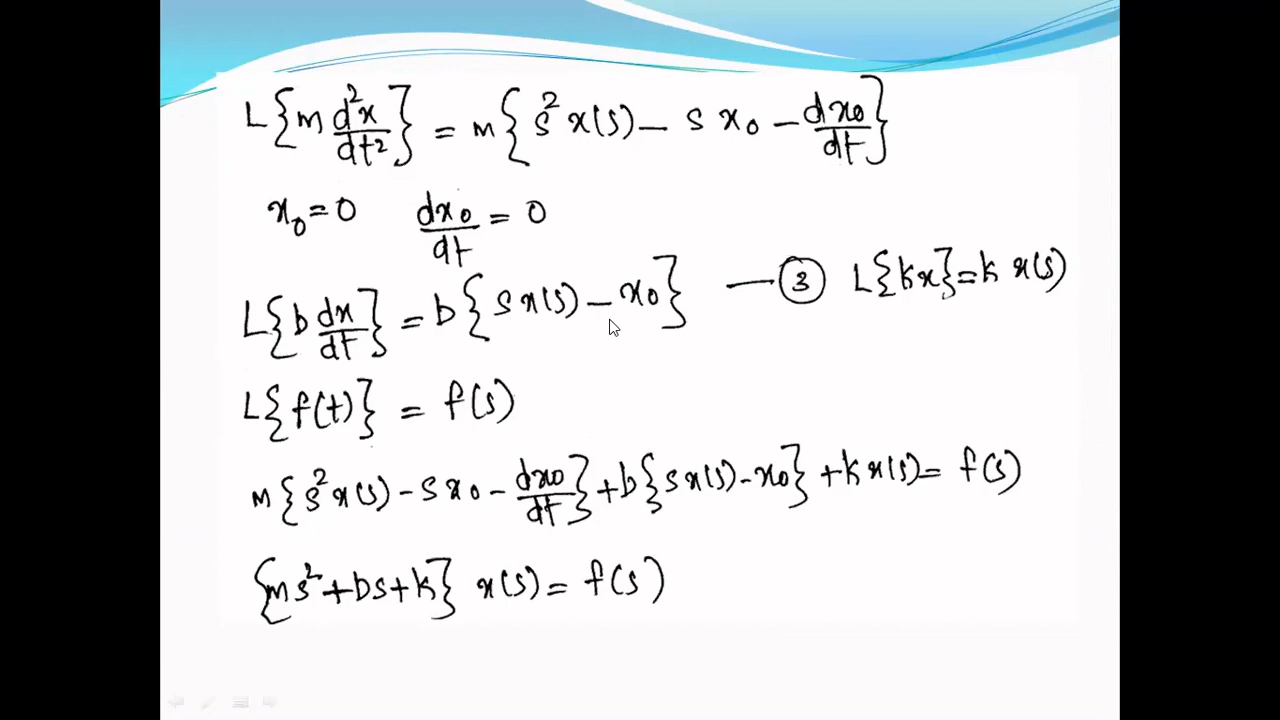 L{m d²x/dt²} = m{s² x(s) – s x₀ – dx₀/dt}
x₀ = 0 dx₀/dt = 0
L{b dx/dt} = b{s x(s) – x₀} — ③ L{kx} = k x(s)
L{f(t)} = f(s)
m{s² x(s) – s x₀ – dx₀/dt} + b{s x(s) – x₀} + k x(s) = f(s)
{ms² + bs + k} x(s) = f(s)